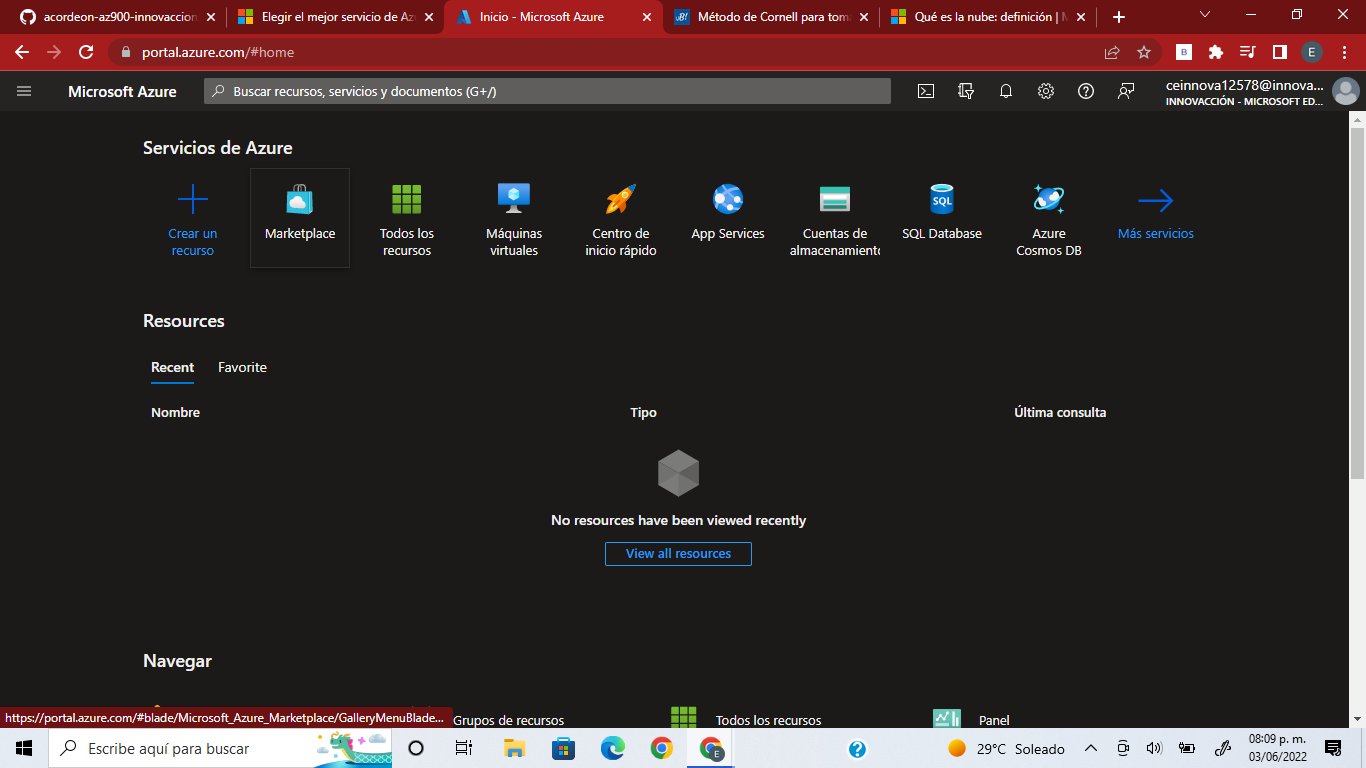 acordeon-az900-innovaccion
Elegir el mejor servicio de Az
Inicio - Microsoft Azure
Método de Cornell para tom
Qué es la nube: definición | M
portal.azure.com/#home
B
E
Microsoft Azure
Buscar recursos, servicios y documentos (G+/)
ceinnova12578@innova...
INNOVACCIÓN - MICROSOFT ED...
Servicios de Azure
Crear un
recurso
Marketplace
Todos los
recursos
Máquinas
virtuales
Centro de
inicio rápido
App Services
Cuentas de
almacenamiento
SQL
SQL Database
Azure
Cosmos DB
Más servicios
Resources
Recent
Favorite
Nombre
Tipo
Última consulta
No resources have been viewed recently
View all resources
Navegar
Grupos de recursos
Todos los recursos
Panel
https://portal.azure.com/#blade/Microsoft_Azure_Marketplace/GalleryMenuBlade...
Escribe aquí para buscar
E
29°C Soleado
08:09 p. m.
03/06/2022